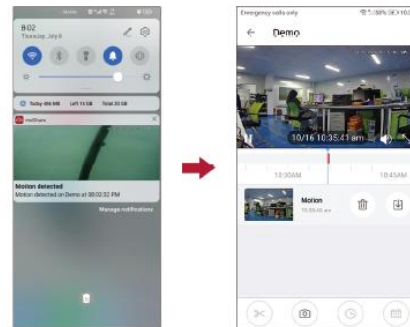 8:02
Thursday, July 8
Today 486 MB Left 14 GB Total 20 GB
Motion detected
Motion detected on Demo at 08:02:32 PM
Manage notifications
Emergency calls only
Demo
10/16 10:35:41 am
10:30AM
10:45AM
Motion